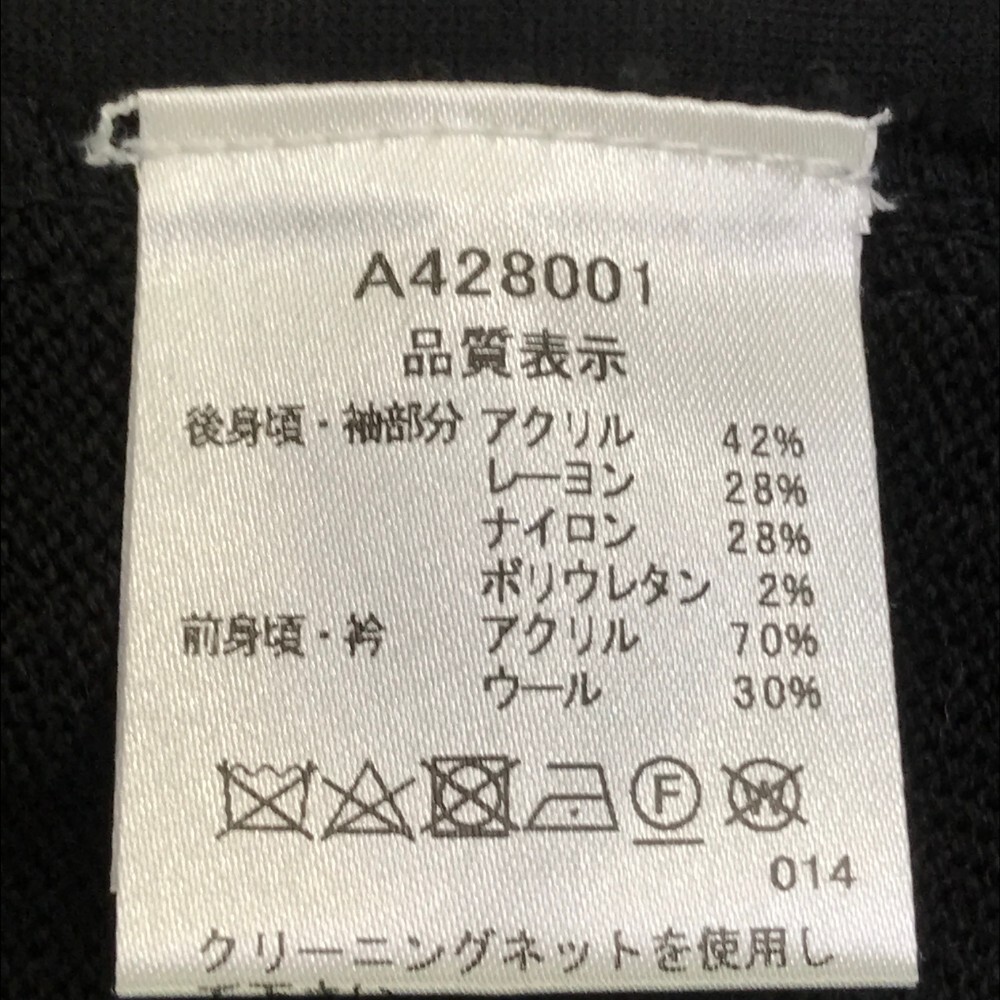 A428001
品質表示
後身頃・袖部分 アクリル 42%
レーヨン 28%
ナイロン 28%
ポリウレタン 2%
前身頃・衿 アクリル 70%
ウール 30%
F W
014
クリーニングネットを使用し